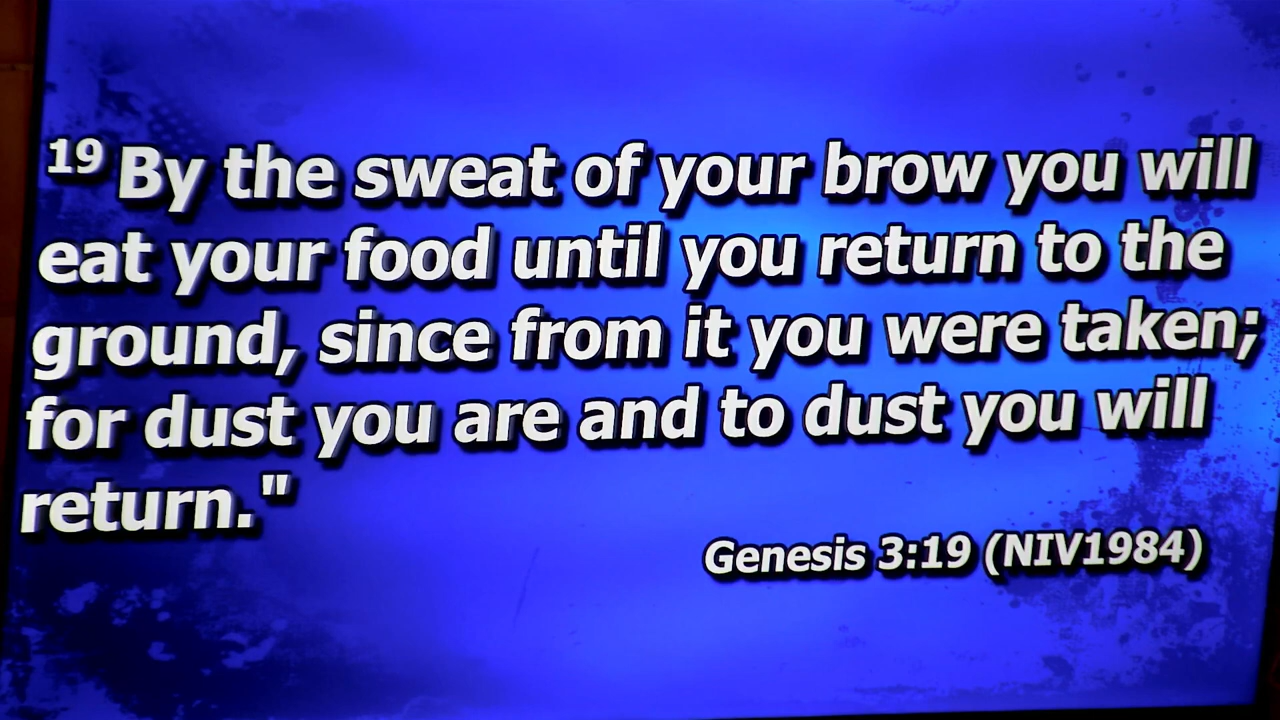 19 By the sweat of your brow you will
eat your food until you return to the
ground, since from it you were taken;
for dust you are and to dust you will
return."
Genesis 3:19 (NIV1984)